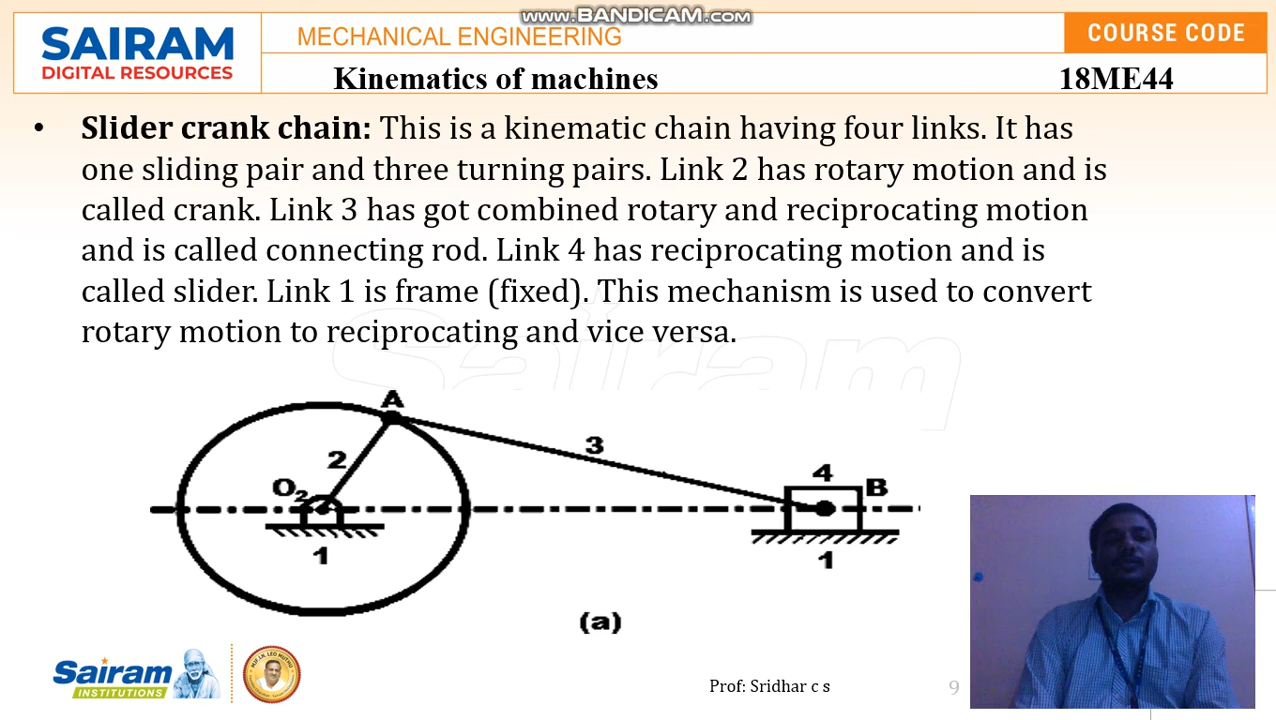 www.BANDICAM.com
SAIRAM
DIGITAL RESOURCES
MECHANICAL ENGINEERING
COURSE CODE
Kinematics of machines
18ME44
• Slider crank chain: This is a kinematic chain having four links. It has
one sliding pair and three turning pairs. Link 2 has rotary motion and is
called crank. Link 3 has got combined rotary and reciprocating motion
and is called connecting rod. Link 4 has reciprocating motion and is
called slider. Link 1 is frame (fixed). This mechanism is used to convert
rotary motion to reciprocating and vice versa.
Sairam
A
2
3
O2
4
B
1
1
(a)
Sairam
INSTITUTIONS
Prof: Sridhar c s
9